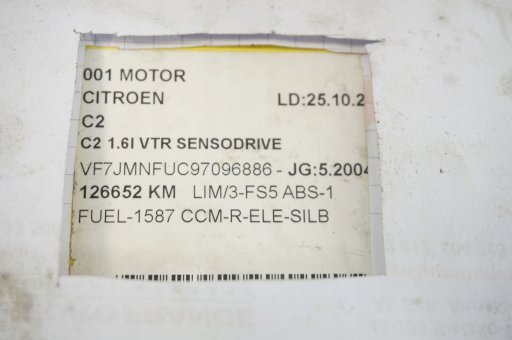 001 MOTOR
CITROEN LD:25.10.2
C2
C2 1.6I VTR SENSODRIVE
VF7JMNFUC97096886 - JG:5.2004
126652 KM LIM/3-FS5 ABS-1
FUEL-1587 CCM-R-ELE-SILB